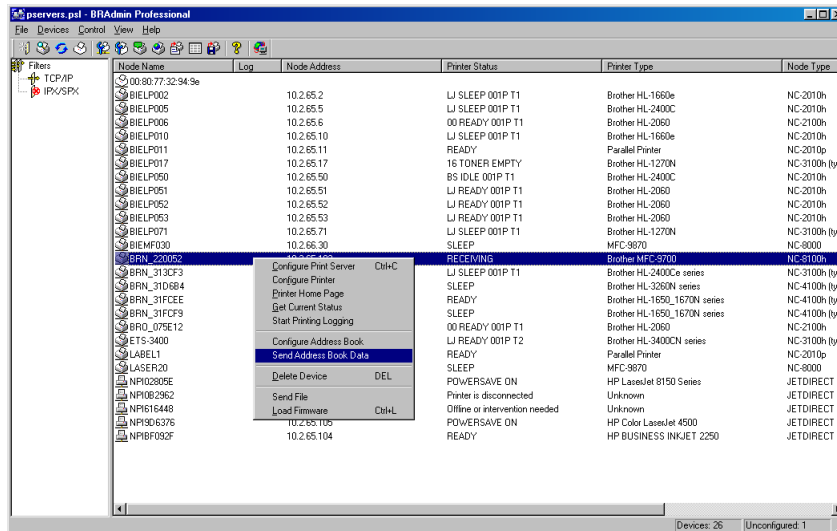 pservers.psl - BRAdmin Professional
File Devices Control View Help
Filters
TCP/IP
IPX/SPX
Node Name Log Node Address Printer Status Printer Type Node Type
00:80:77:32:94:9e
BIELP002 10.2.65.2 LJ SLEEP 001P T1 Brother HL-1660e NC-2010h
BIELP005 10.2.65.5 LJ SLEEP 001P T1 Brother HL-2400C NC-2010h
BIELP006 10.2.65.6 00 READY 001P T1 Brother HL-2060 NC-2100h
BIELP010 10.2.65.10 LJ SLEEP 001P T1 Brother HL-1660e NC-2010h
BIELP011 10.2.65.11 READY Parallel Printer NC-2010p
BIELP017 10.2.65.17 16 TONER EMPTY Brother HL-1270N NC-3100h (ty
BIELP050 10.2.65.50 BS IDLE 001P T1 Brother HL-2400C NC-2010h
BIELP051 10.2.65.51 LJ READY 001P T1 Brother HL-2060 NC-2010h
BIELP052 10.2.65.52 LJ READY 001P T1 Brother HL-2060 NC-2010h
BIELP053 10.2.65.53 LJ READY 001P T1 Brother HL-2060 NC-2010h
BIELP071 10.2.65.71 LJ SLEEP 001P T1 Brother HL-1270N NC-3100h (ty
BIEMF030 10.2.66.30 SLEEP MFC-9870 NC-8000
BRN_220052 RECEIVING Brother MFC-9700 NC-8100h
BRN_313CF3 LJ SLEEP 001P T1 Brother HL-2400Ce series NC-3100h (ty
BRN_31D6B4 SLEEP Brother HL-3260N series NC-4100h (ty
BRN_31FCEE READY Brother HL-1650_1670N series NC-4100h (ty
BRN_31FCF9 SLEEP Brother HL-1650_1670N series NC-4100h (ty
BRO_075E12 00 READY 001P T1 Brother HL-2060 NC-2100h
ETS-3400 LJ READY 001P T2 Brother HL-3400CN series NC-3100h (ty
LABEL1 READY Parallel Printer NC-2010p
LASER20 SLEEP MFC-9870 NC-8000
NPI02805E POWERSAVE ON HP LaserJet 8150 Series JETDIRECT
NPI0B2962 Printer is disconnected Unknown JETDIRECT
NPI616448 Offline or intervention needed Unknown JETDIRECT
NPI9D6376 10.2.65.105 POWERSAVE ON HP Color LaserJet 4500 JETDIRECT
NPIBF092F 10.2.65.104 READY HP BUSINESS INKJET 2250 JETDIRECT
Configure Print Server Ctrl+C
Configure Printer
Printer Home Page
Get Current Status
Start Printing Logging
Configure Address Book
Send Address Book Data
Delete Device DEL
Send File
Load Firmware Ctrl+L
Devices: 26 Unconfigured: 1